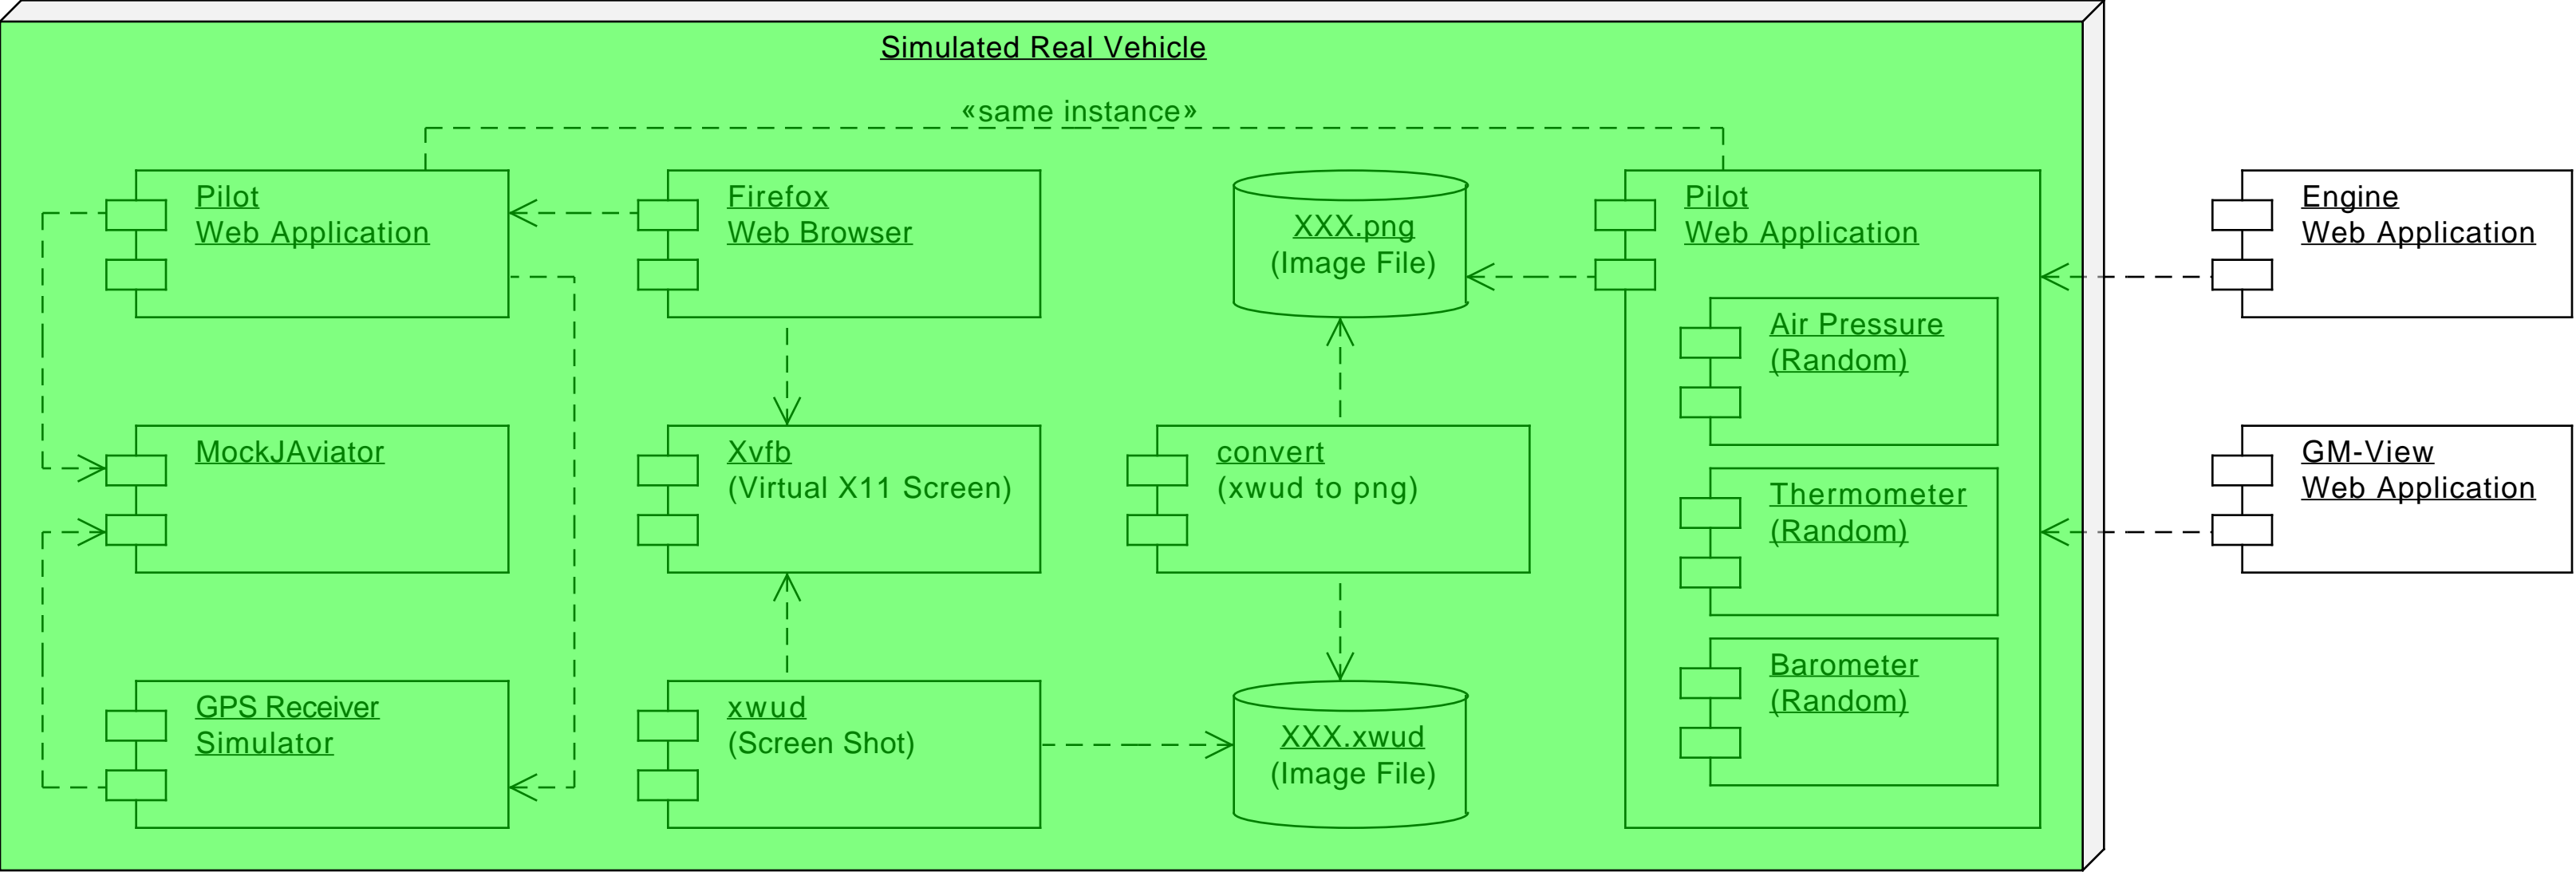 Simulated Real Vehicle
«same instance»
Pilot
Web Application
Firefox
Web Browser
XXX.png
(Image File)
Pilot
Web Application
Engine
Web Application
Air Pressure
(Random)
MockJAviator
Xvfb
(Virtual X11 Screen)
convert
(xwud to png)
GM-View
Web Application
Thermometer
(Random)
GPS Receiver
Simulator
xwud
(Screen Shot)
XXX.xwud
(Image File)
Barometer
(Random)